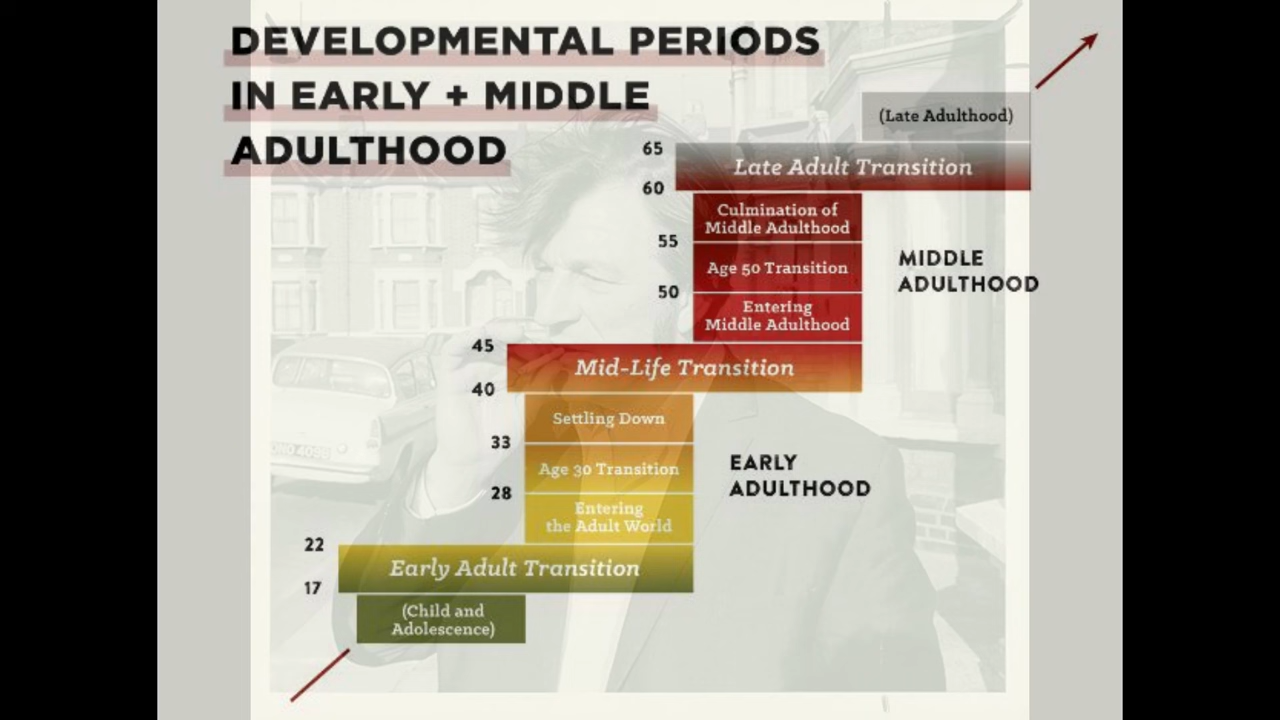 DEVELOPMENTAL PERIODS
IN EARLY + MIDDLE
ADULTHOOD
(Late Adulthood)
65
Late Adult Transition
60
Culmination of
Middle Adulthood
55
Age 50 Transition
MIDDLE
ADULTHOOD
50
Entering
Middle Adulthood
45
Mid-Life Transition
40
Settling Down
33
Age 30 Transition
EARLY
ADULTHOOD
28
Entering
the Adult World
22
Early Adult Transition
17
(Child and
Adolescence)